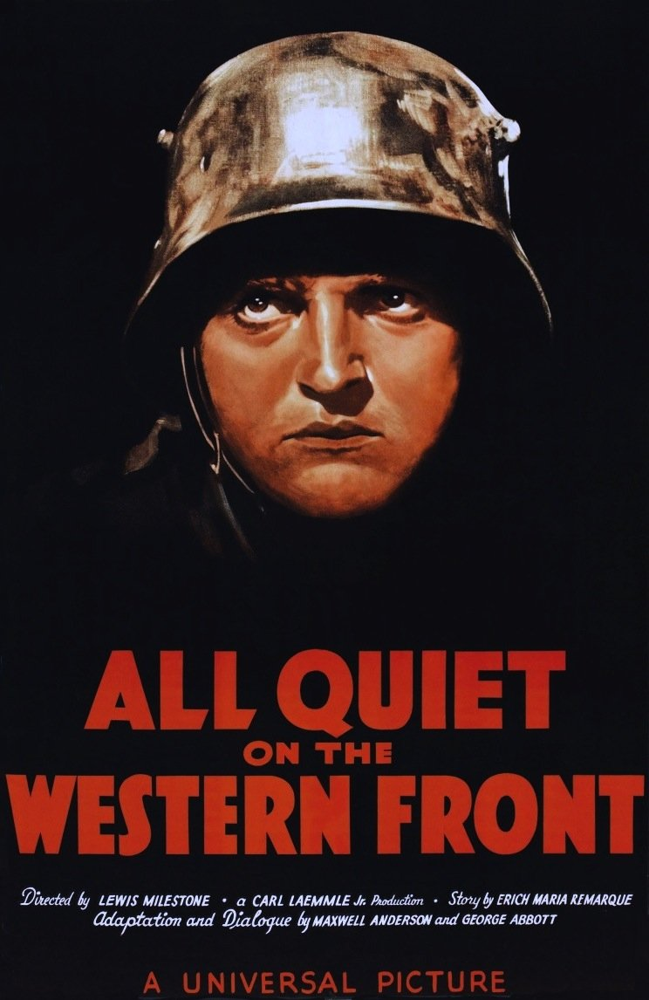 ALL QUIET
ON THE
WESTERN FRONT
Directed by LEWIS MILESTONE • a CARL LAEMMLE Jr. Production • Story by ERICH MARIA REMARQUE
Adaptation and Dialogue by MAXWELL ANDERSON and GEORGE ABBOTT
A UNIVERSAL PICTURE